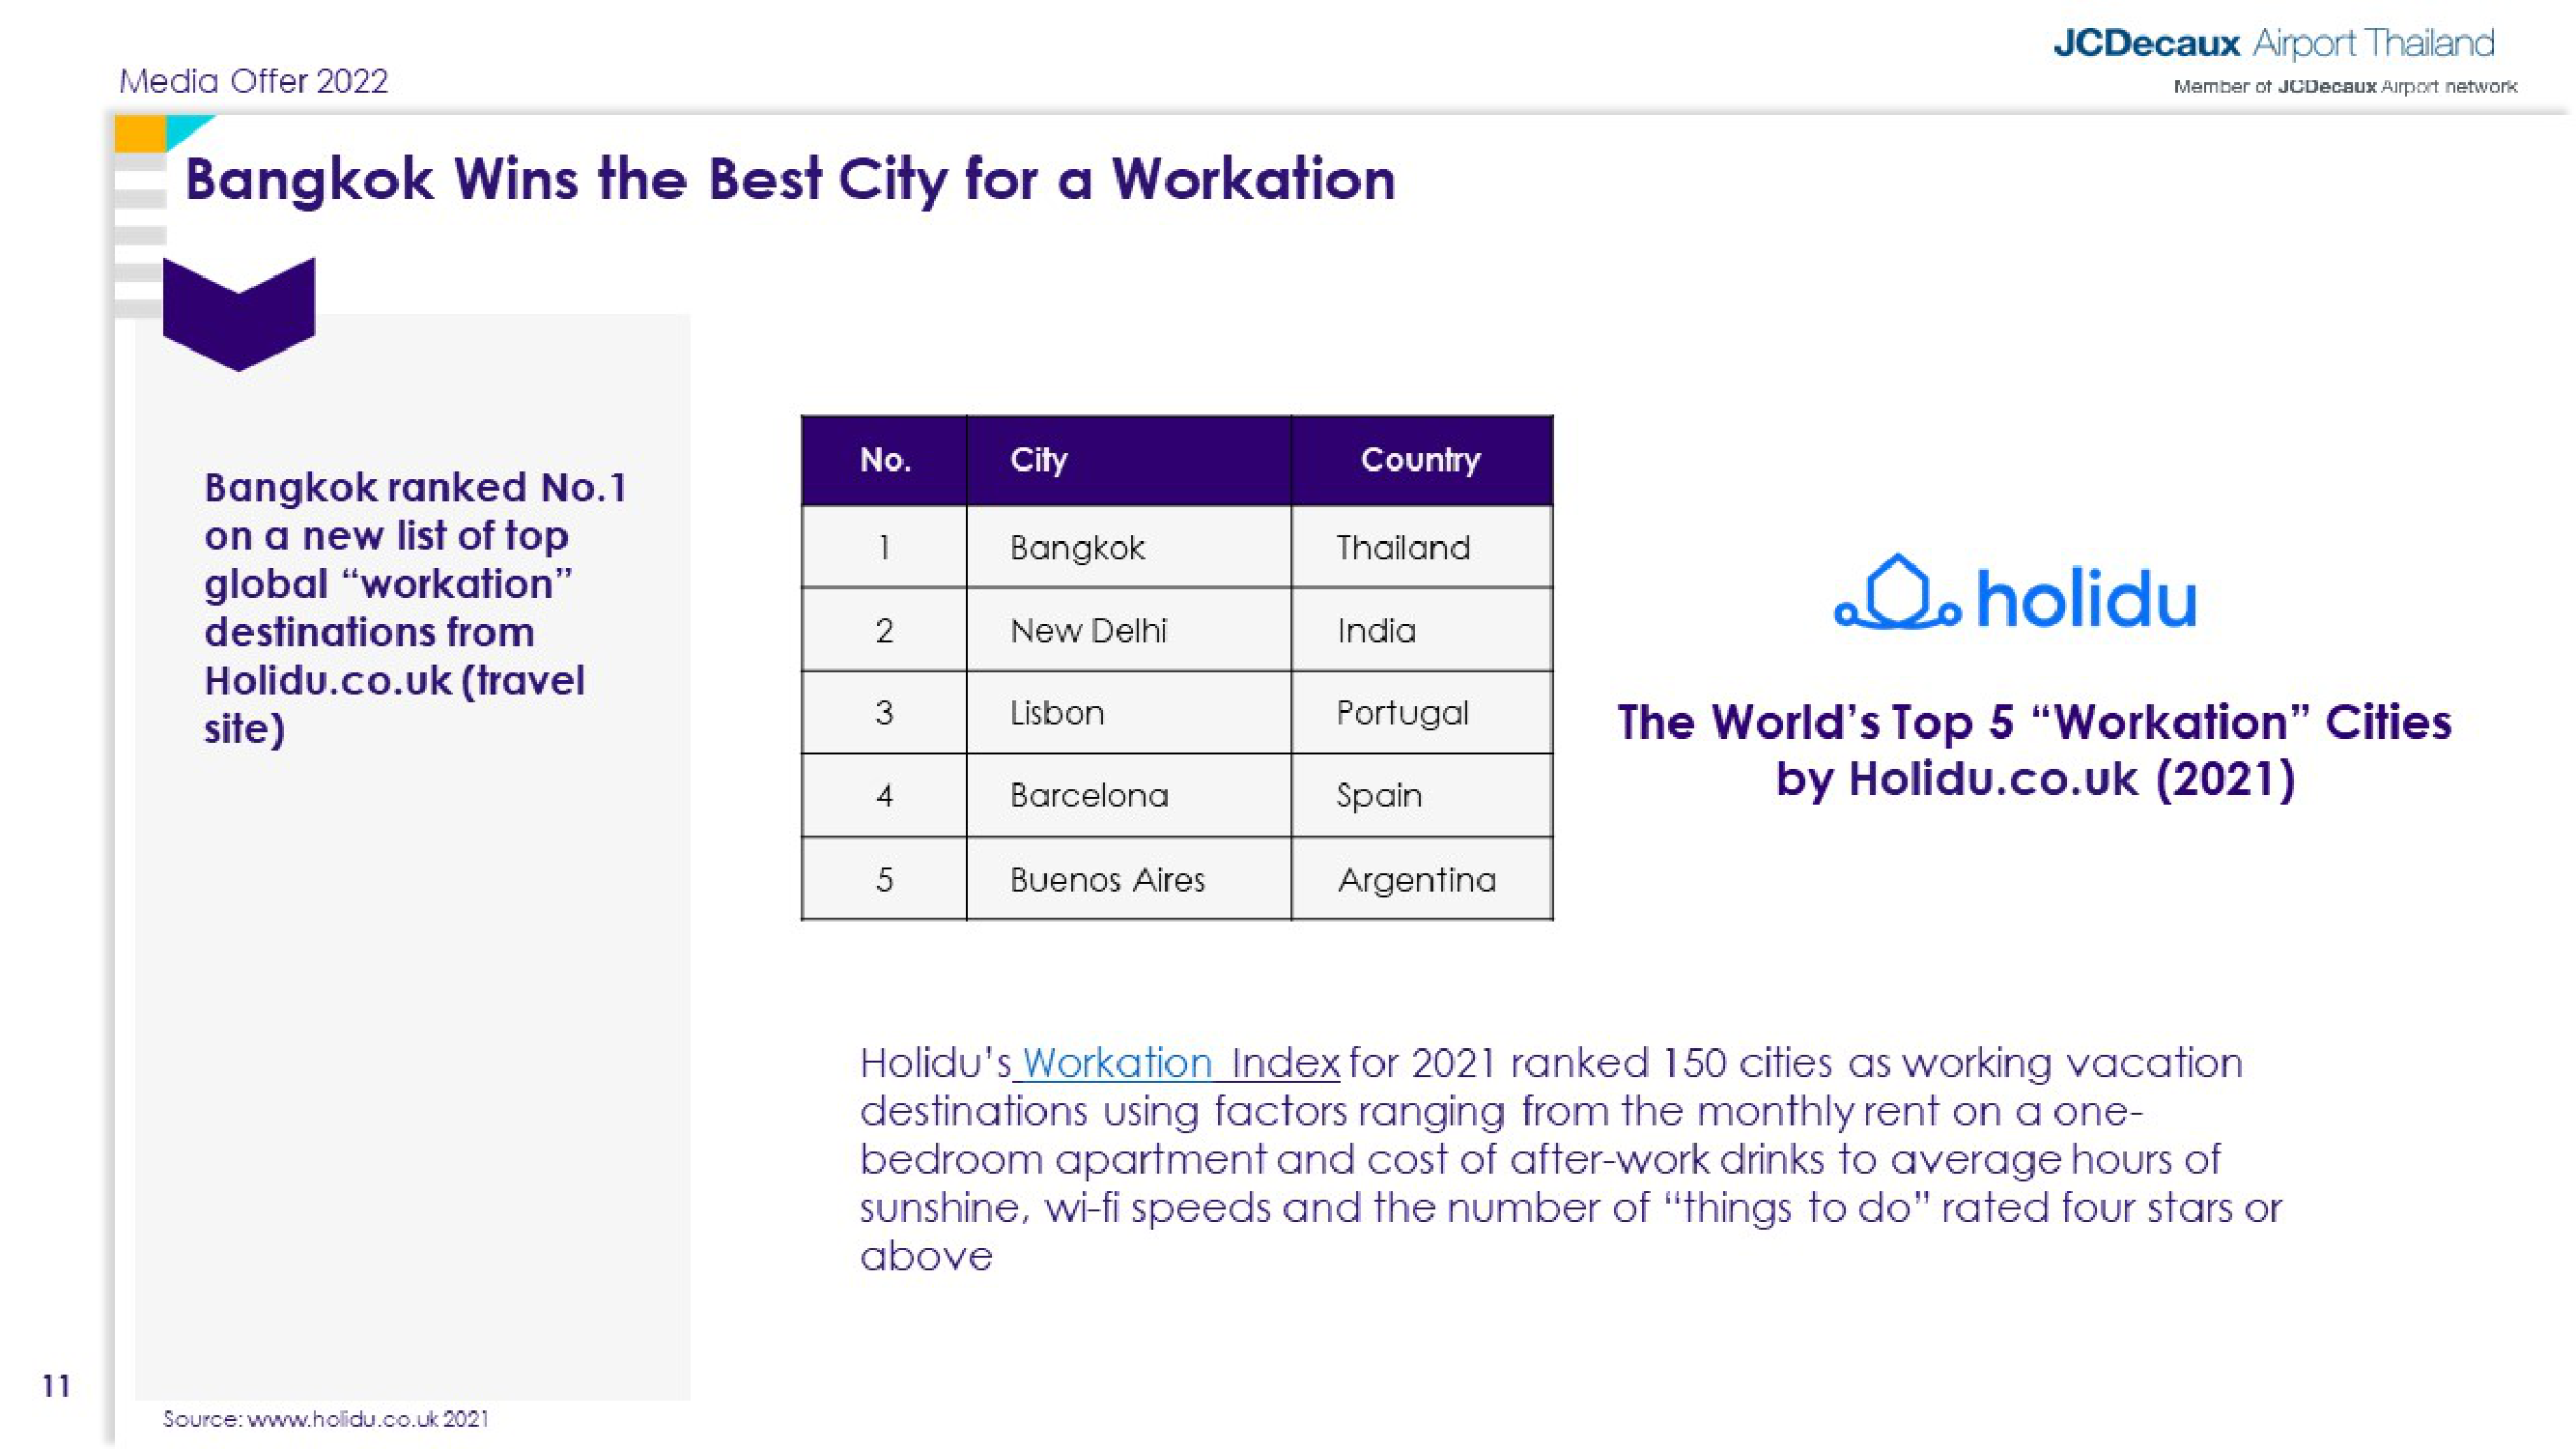 Media Offer 2022
JCDecaux Airport Thailand
Member of JCDecaux Airport network
Bangkok Wins the Best City for a Workation
Bangkok ranked No.1
on a new list of top
global “workation”
destinations from
Holidu.co.uk (travel
site)
No. City Country
1 Bangkok Thailand
2 New Delhi India
3 Lisbon Portugal
4 Barcelona Spain
5 Buenos Aires Argentina
holidu
The World’s Top 5 “Workation” Cities
by Holidu.co.uk (2021)
Holidu’s Workation Index for 2021 ranked 150 cities as working vacation
destinations using factors ranging from the monthly rent on a one-
bedroom apartment and cost of after-work drinks to average hours of
sunshine, wi-fi speeds and the number of “things to do” rated four stars or
above
11
Source: www.holidu.co.uk 2021